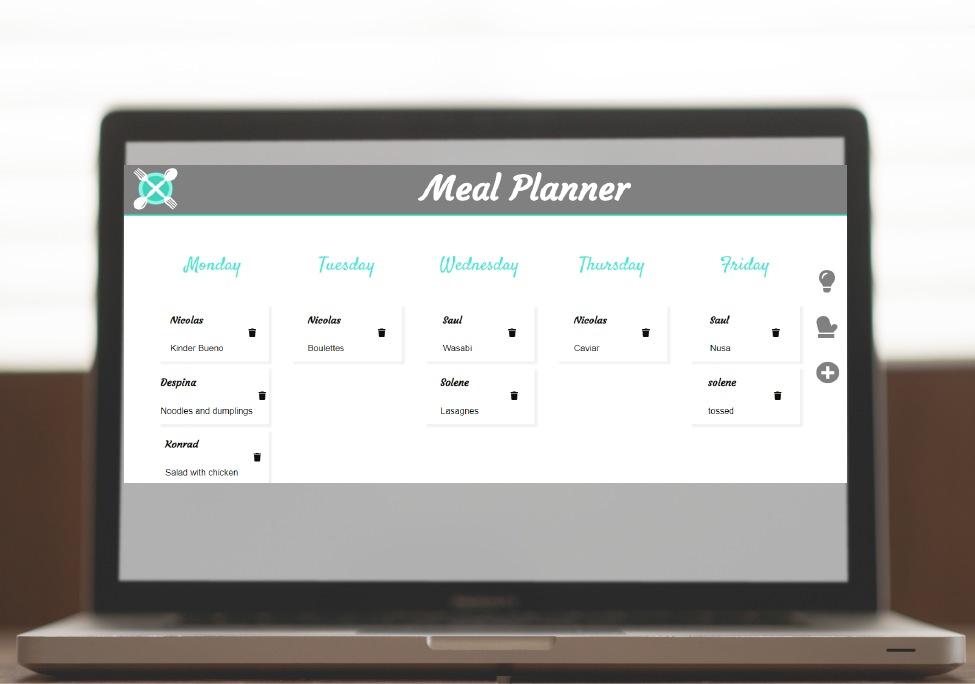 Meal Planner
Monday
Tuesday
Wednesday
Thursday
Friday
Nicolas
Kinder Bueno
Nicolas
Boulettes
Saul
Wasabi
Nicolas
Caviar
Saul
Nusa
Despina
Noodles and dumplings
Solene
Lasagnes
solene
tossed
Konrad
Salad with chicken